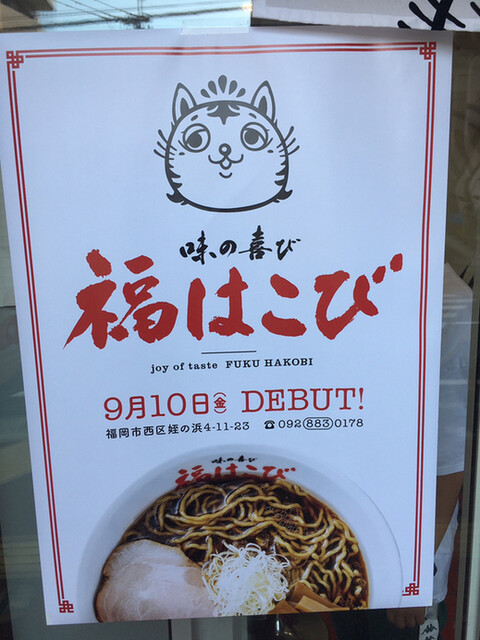 味の喜び
福はこび
joy of taste FUKU HAKOBI
9月10日(金) DEBUT!
福岡市西区姪の浜4-11-23 ☎092(883)0178
味の喜び
福はこび